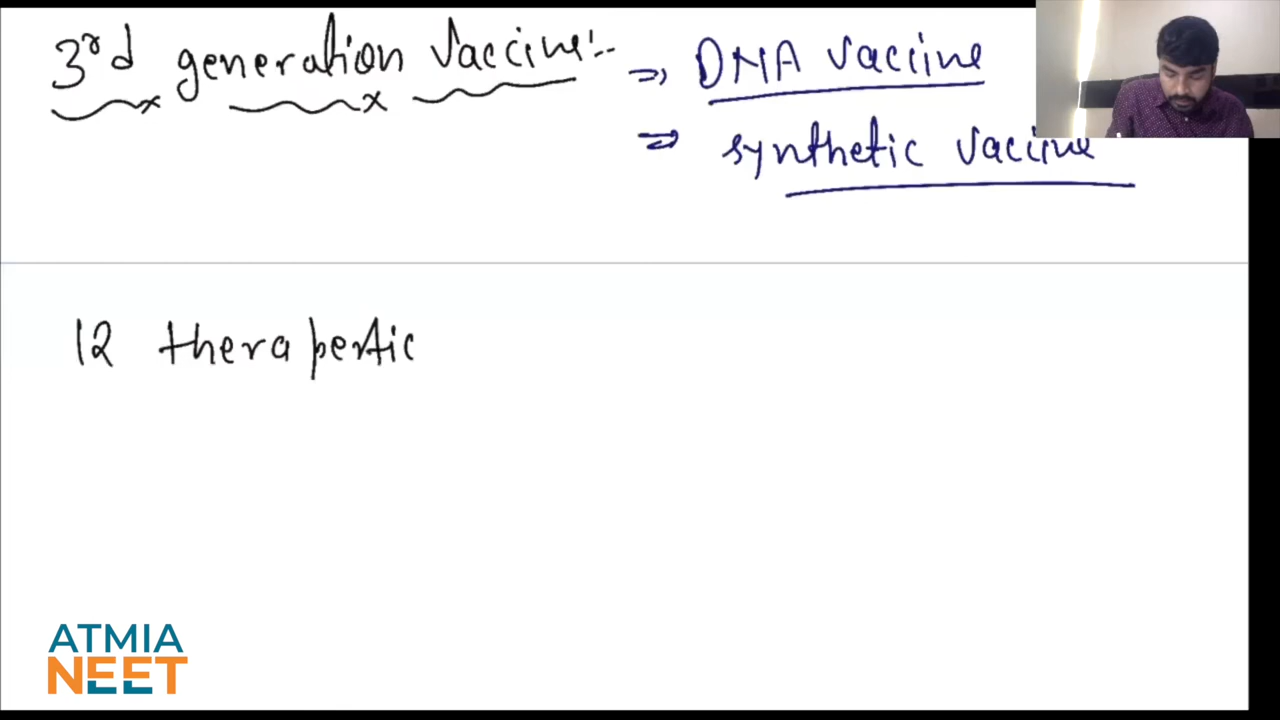 3rd generation Vaccine:-
⇒ DNA vaccine
⇒ synthetic vaccine
12 therapeutic
ATMIA
NEET